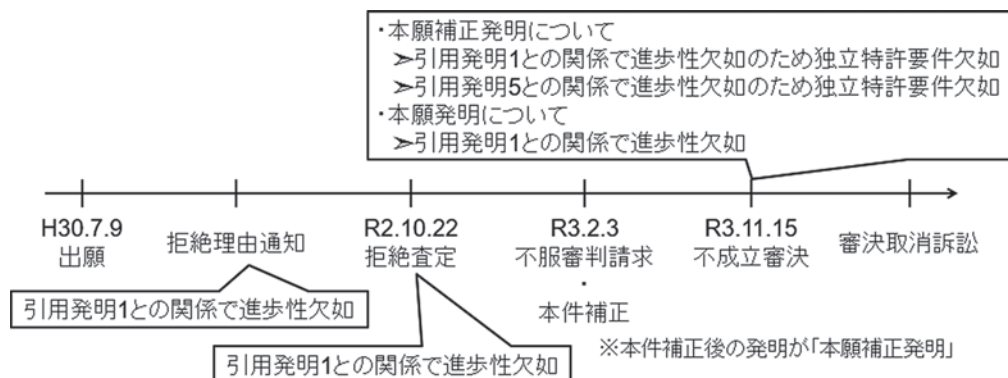 ・本願補正発明について
➢引用発明1との関係で進歩性欠如のため独立特許要件欠如
➢引用発明5との関係で進歩性欠如のため独立特許要件欠如
・本願発明について
➢引用発明1との関係で進歩性欠如
H30.7.9
出願
拒絶理由通知
R2.10.22
拒絶査定
R3.2.3
不服審判請求
・
本件補正
R3.11.15
不成立審決
審決取消訴訟
引用発明1との関係で進歩性欠如
引用発明1との関係で進歩性欠如
※本件補正後の発明が「本願補正発明」